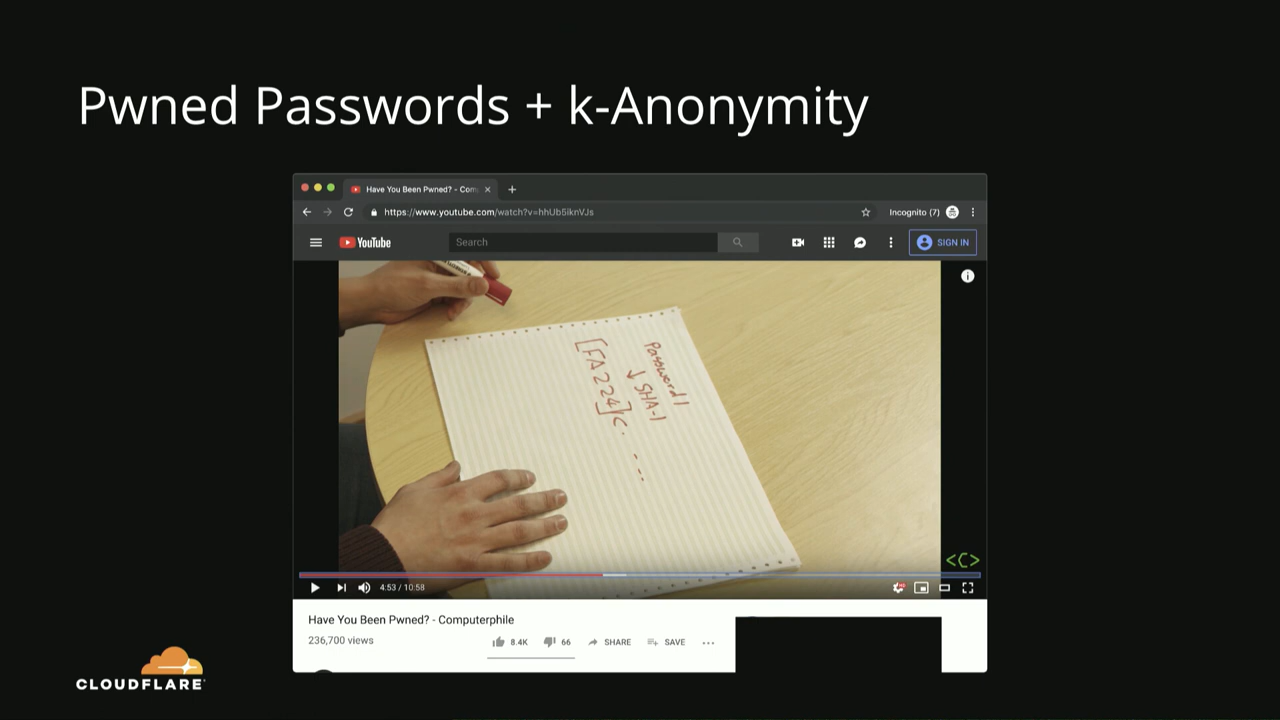 Pwned Passwords + k-Anonymity
Have You Been Pwned? - Com
https://www.youtube.com/watch?v=hhUb5iknVJs
Incognito (7)
YouTube
Search
SIGN IN
Password1
↓ SHA-1
[FA224]C. - - -
<C>
4:53 / 10:58
Have You Been Pwned? - Computerphile
236,700 views
8.4K
66
SHARE
SAVE
CLOUDFLARE